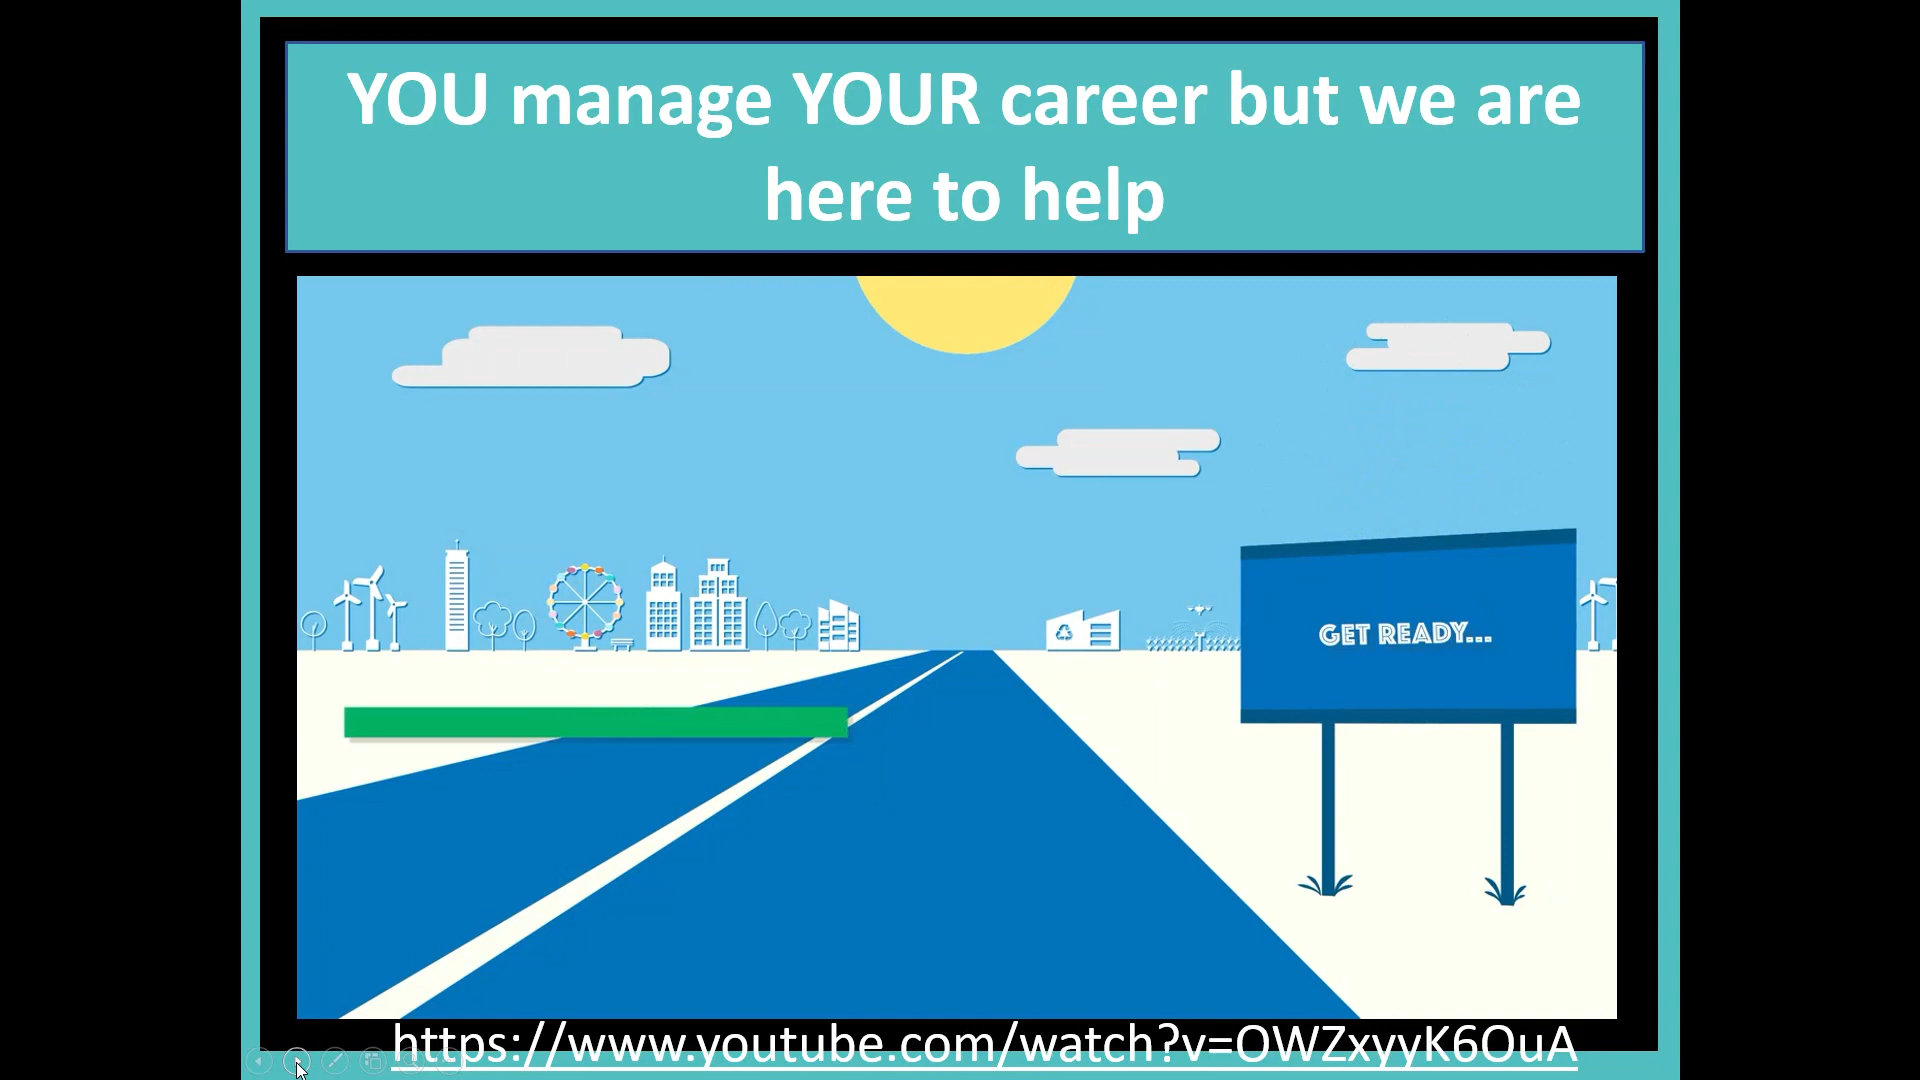 YOU manage YOUR career but we are
here to help
GET READY...
https://www.youtube.com/watch?v=OWZxyyK6OuA